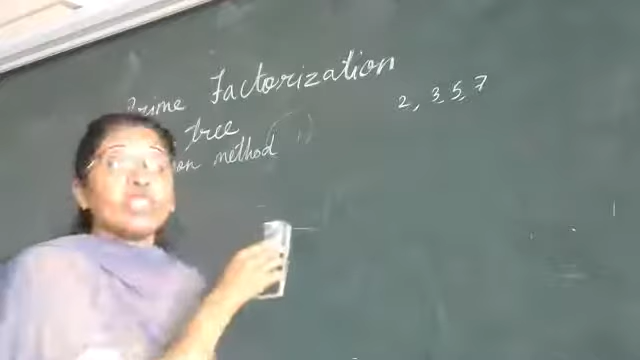 Prime Factorization
2, 3, 5, 7
tree
method